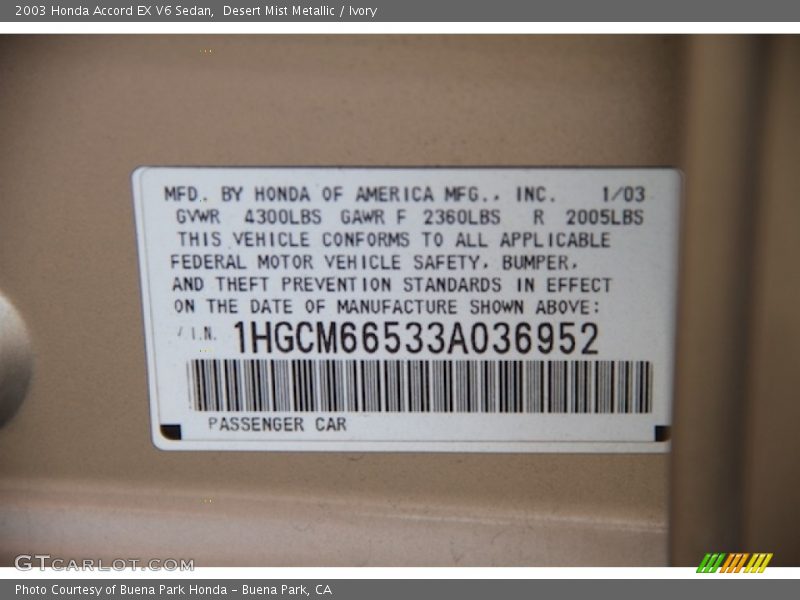 2003 Honda Accord EX V6 Sedan,  Desert Mist Metallic / Ivory
MFD. BY HONDA OF AMERICA MFG., INC. 1/03
GVWR 4300LBS GAWR F 2360LBS R 2005LBS
THIS VEHICLE CONFORMS TO ALL APPLICABLE
FEDERAL MOTOR VEHICLE SAFETY, BUMPER,
AND THEFT PREVENTION STANDARDS IN EFFECT
ON THE DATE OF MANUFACTURE SHOWN ABOVE:
V.I.N. 1HGCM66533A036952
PASSENGER CAR
GTCARLOT.COM
Photo Courtesy of Buena Park Honda - Buena Park, CA